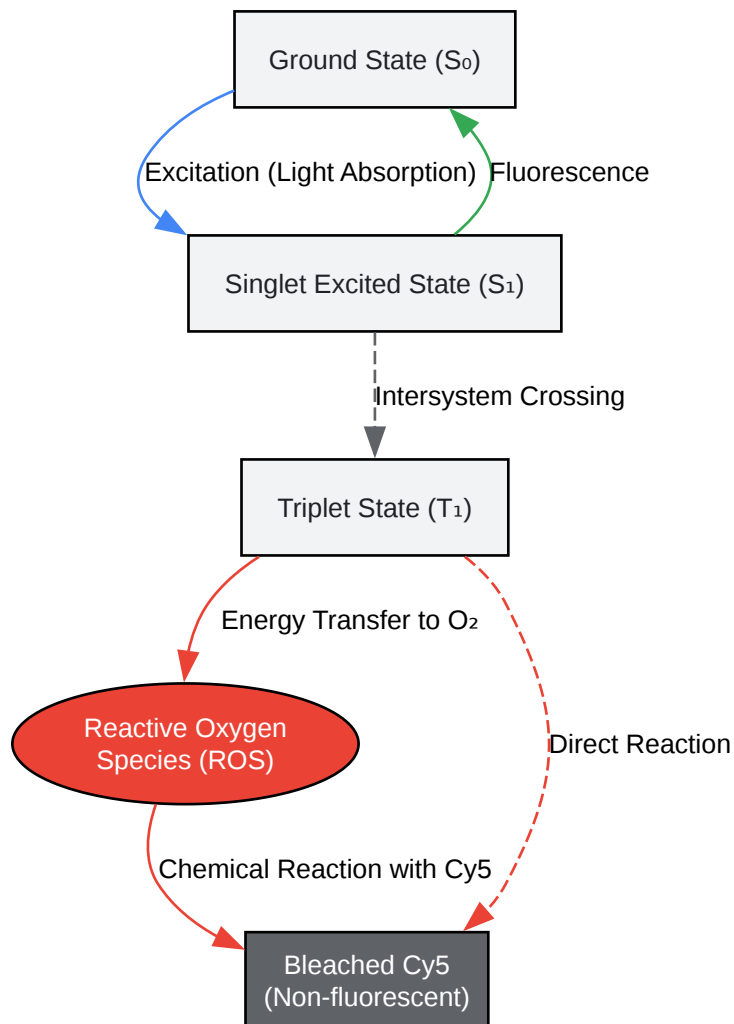 Ground State (S₀)
Excitation (Light Absorption)
Fluorescence
Singlet Excited State (S₁)
Intersystem Crossing
Triplet State (T₁)
Energy Transfer to O₂
Reactive Oxygen
Species (ROS)
Direct Reaction
Chemical Reaction with Cy5
Bleached Cy5
(Non-fluorescent)